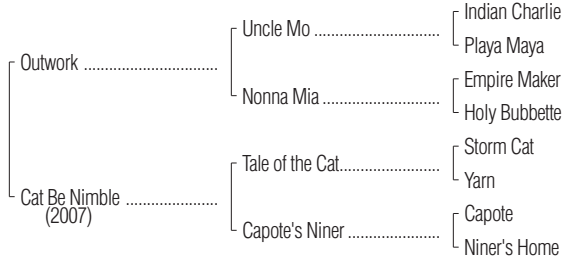 Indian Charlie
Uncle Mo ................................
Playa Maya
Outwork ..................................
Empire Maker
Nonna Mia ..............................
Holy Bubbette
Storm Cat
Tale of the Cat..........................
Yarn
Cat Be Nimble .......................
(2007)
Capote
Capote's Niner .......................
Niner's Home